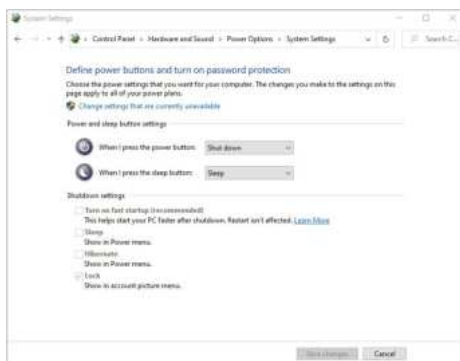 System Settings
Control Panel > Hardware and Sound > Power Options > System Settings
Search C...
Define power buttons and turn on password protection
Choose the power settings that you want for your computer. The changes you make to the settings on this
page apply to all of your power plans.
Change settings that are currently unavailable
Power and sleep button settings
When I press the power button: Shut down
When I press the sleep button: Sleep
Shutdown settings
Turn on fast startup (recommended)
This helps start your PC faster after shutdown. Restart isn't affected. Learn More
Sleep
Show in Power menu.
Hibernate
Show in Power menu.
Lock
Show in account picture menu.
Save changes Cancel